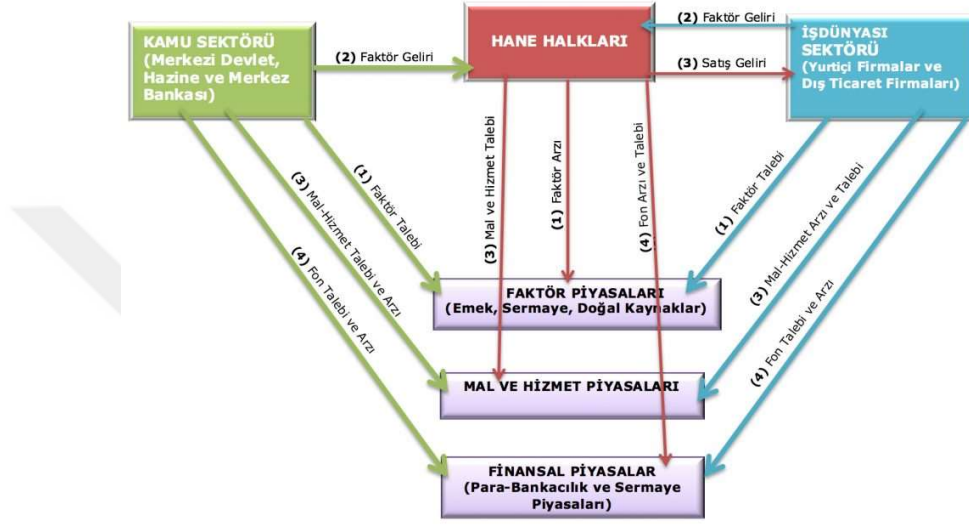 KAMU SEKTÖRÜ
(Merkezi Devlet,
Hazine ve Merkez
Bankası)
(2) Faktör Geliri
HANE HALKLARI
(2) Faktör Geliri
(3) Satış Geliri
İŞDÜNYASI
SEKTÖRÜ
(Yurtiçi Firmalar ve
Dış Ticaret Firmaları)
(1) Faktör Talebi
(3) Mal-Hizmet Talebi ve Arzı
(4) Fon Talebi ve Arzı
(3) Mal ve Hizmet Talebi
(1) Faktör Arzı
(4) Fon Arzı ve Talebi
(1) Faktör Talebi
(3) Mal-Hizmet Arzı ve Talebi
(4) Fon Talebi ve Arzı
FAKTÖR PİYASALARI
(Emek, Sermaye, Doğal Kaynaklar)
MAL VE HİZMET PİYASALARI
FİNANSAL PİYASALAR
(Para-Bankacılık ve Sermaye
Piyasaları)